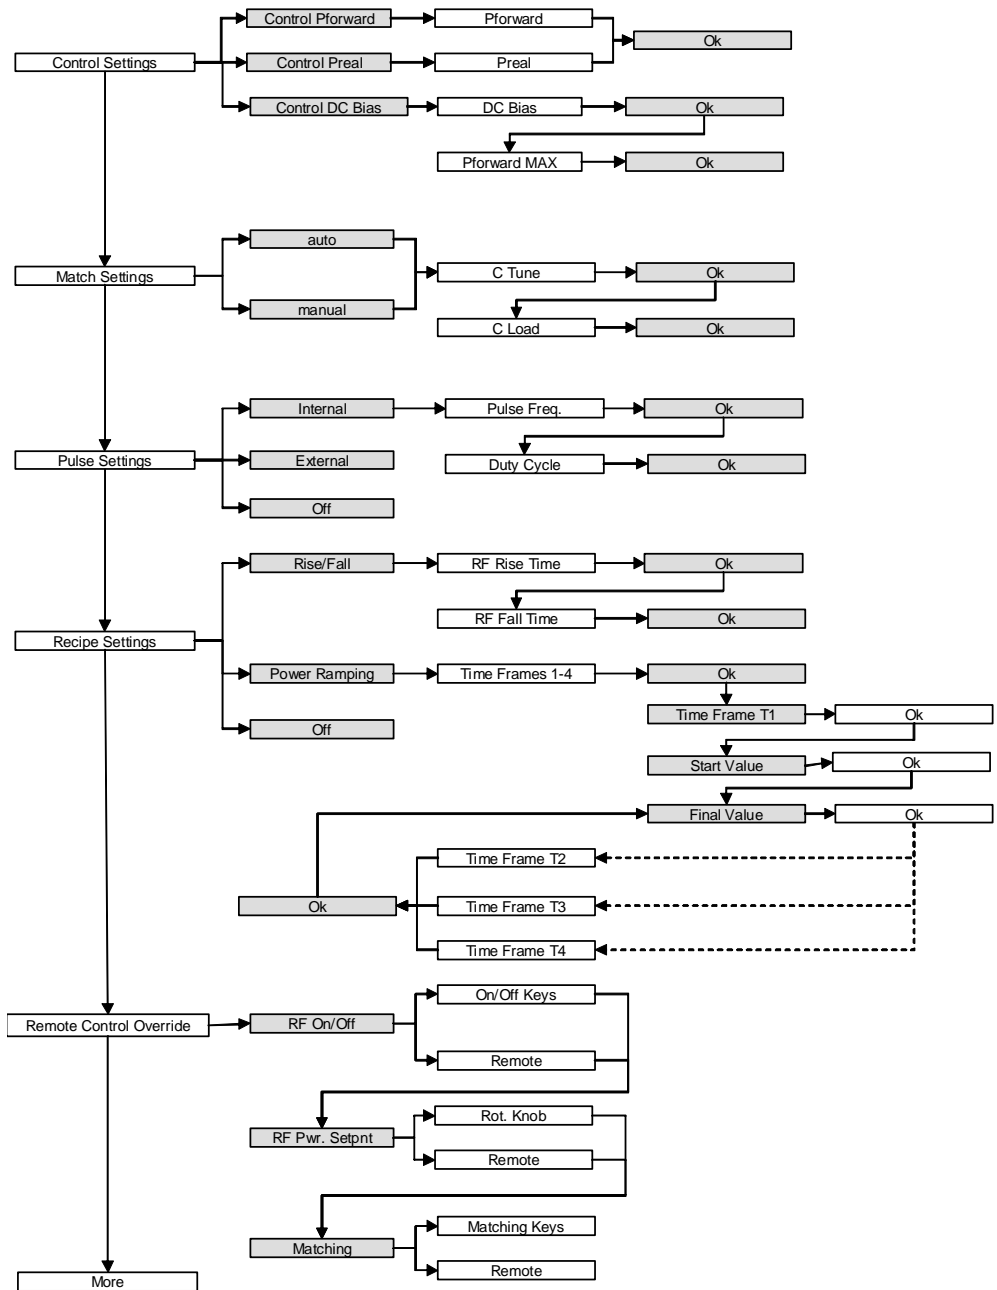 Control Pforward
Pforward
Ok
Control Settings
Control Preal
Preal
Control DC Bias
DC Bias
Ok
Pforward MAX
Ok
auto
Match Settings
C Tune
Ok
manual
C Load
Ok
Internal
Pulse Freq.
Ok
Pulse Settings
External
Duty Cycle
Ok
Off
Rise/Fall
RF Rise Time
Ok
RF Fall Time
Ok
Recipe Settings
Power Ramping
Time Frames 1-4
Ok
Time Frame T1
Ok
Off
Start Value
Ok
Final Value
Ok
Time Frame T2
Ok
Time Frame T3
Time Frame T4
On/Off Keys
Remote Control Override
RF On/Off
Remote
Rot. Knob
RF Pwr. Setpnt
Remote
Matching Keys
Matching
Remote
More